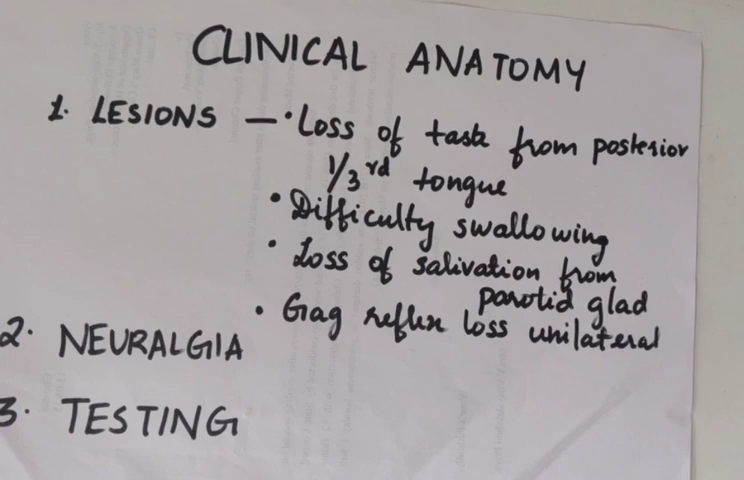 CLINICAL ANATOMY
1. LESIONS — • Loss of taste from posterior
1/3rd tongue
• Difficulty swallowing
• Loss of salivation from
parotid glad
• Gag reflex loss unilateral
2. NEURALGIA
3. TESTING